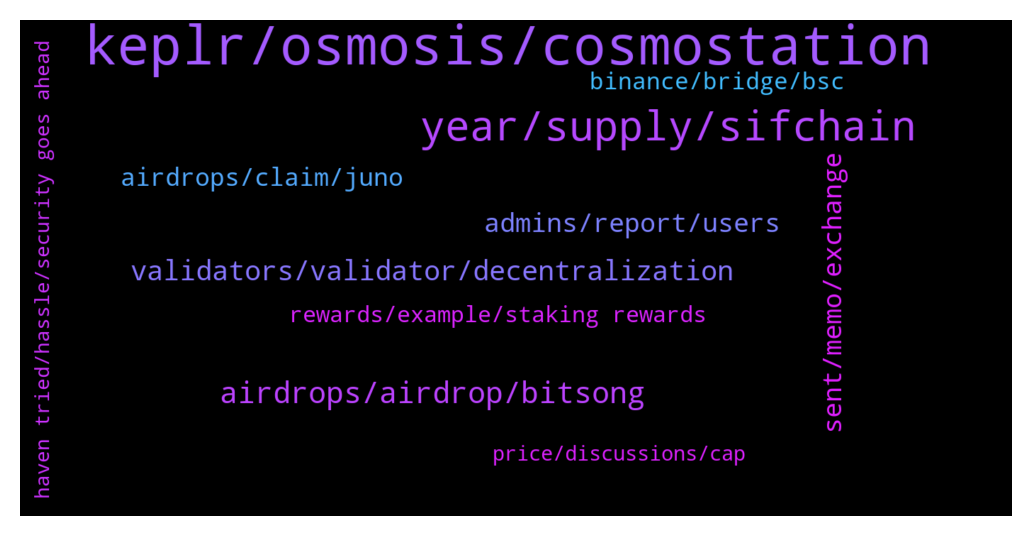 keplr/osmosis/cosmostation
binance/bridge/bsc
year/supply/sifchain
airdrops/claim/juno
admins/report/users
validators/validator/decentralization
rewards/example/staking rewards
airdrops/airdrop/bitsong
price/discussions/cap
sent/memo/exchange
haven tried/hassle/security goes ahead